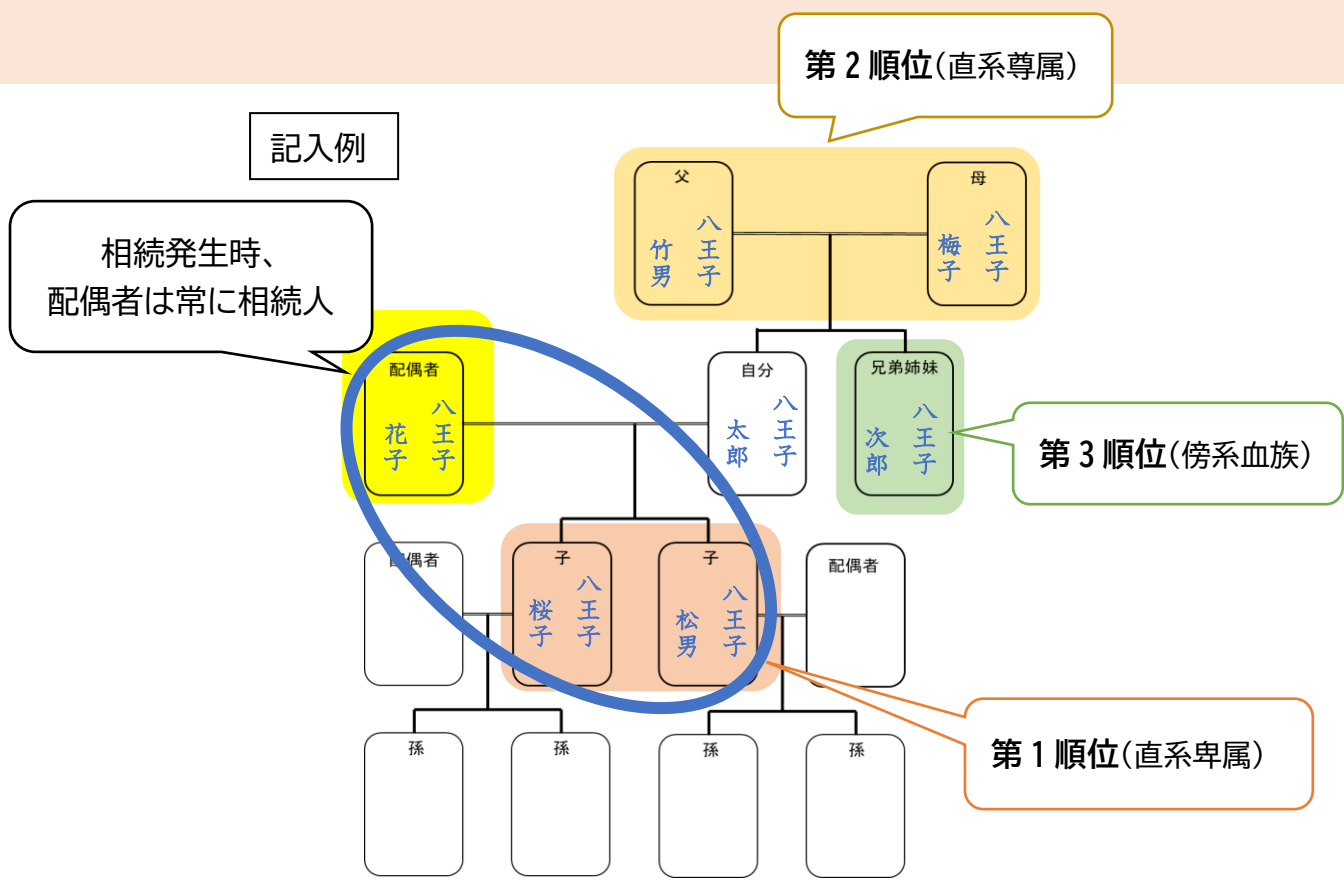 第2順位(直系尊属)
記入例
相続発生時、
配偶者は常に相続人
父
八王子
竹男
母
八王子
梅子
配偶者
八王子
花子
自分
八王子
太郎
兄弟姉妹
八王子
次郎
第3順位(傍系血族)
配偶者
子
八王子
桜子
子
八王子
松男
配偶者
第1順位(直系卑属)
孫
孫
孫
孫